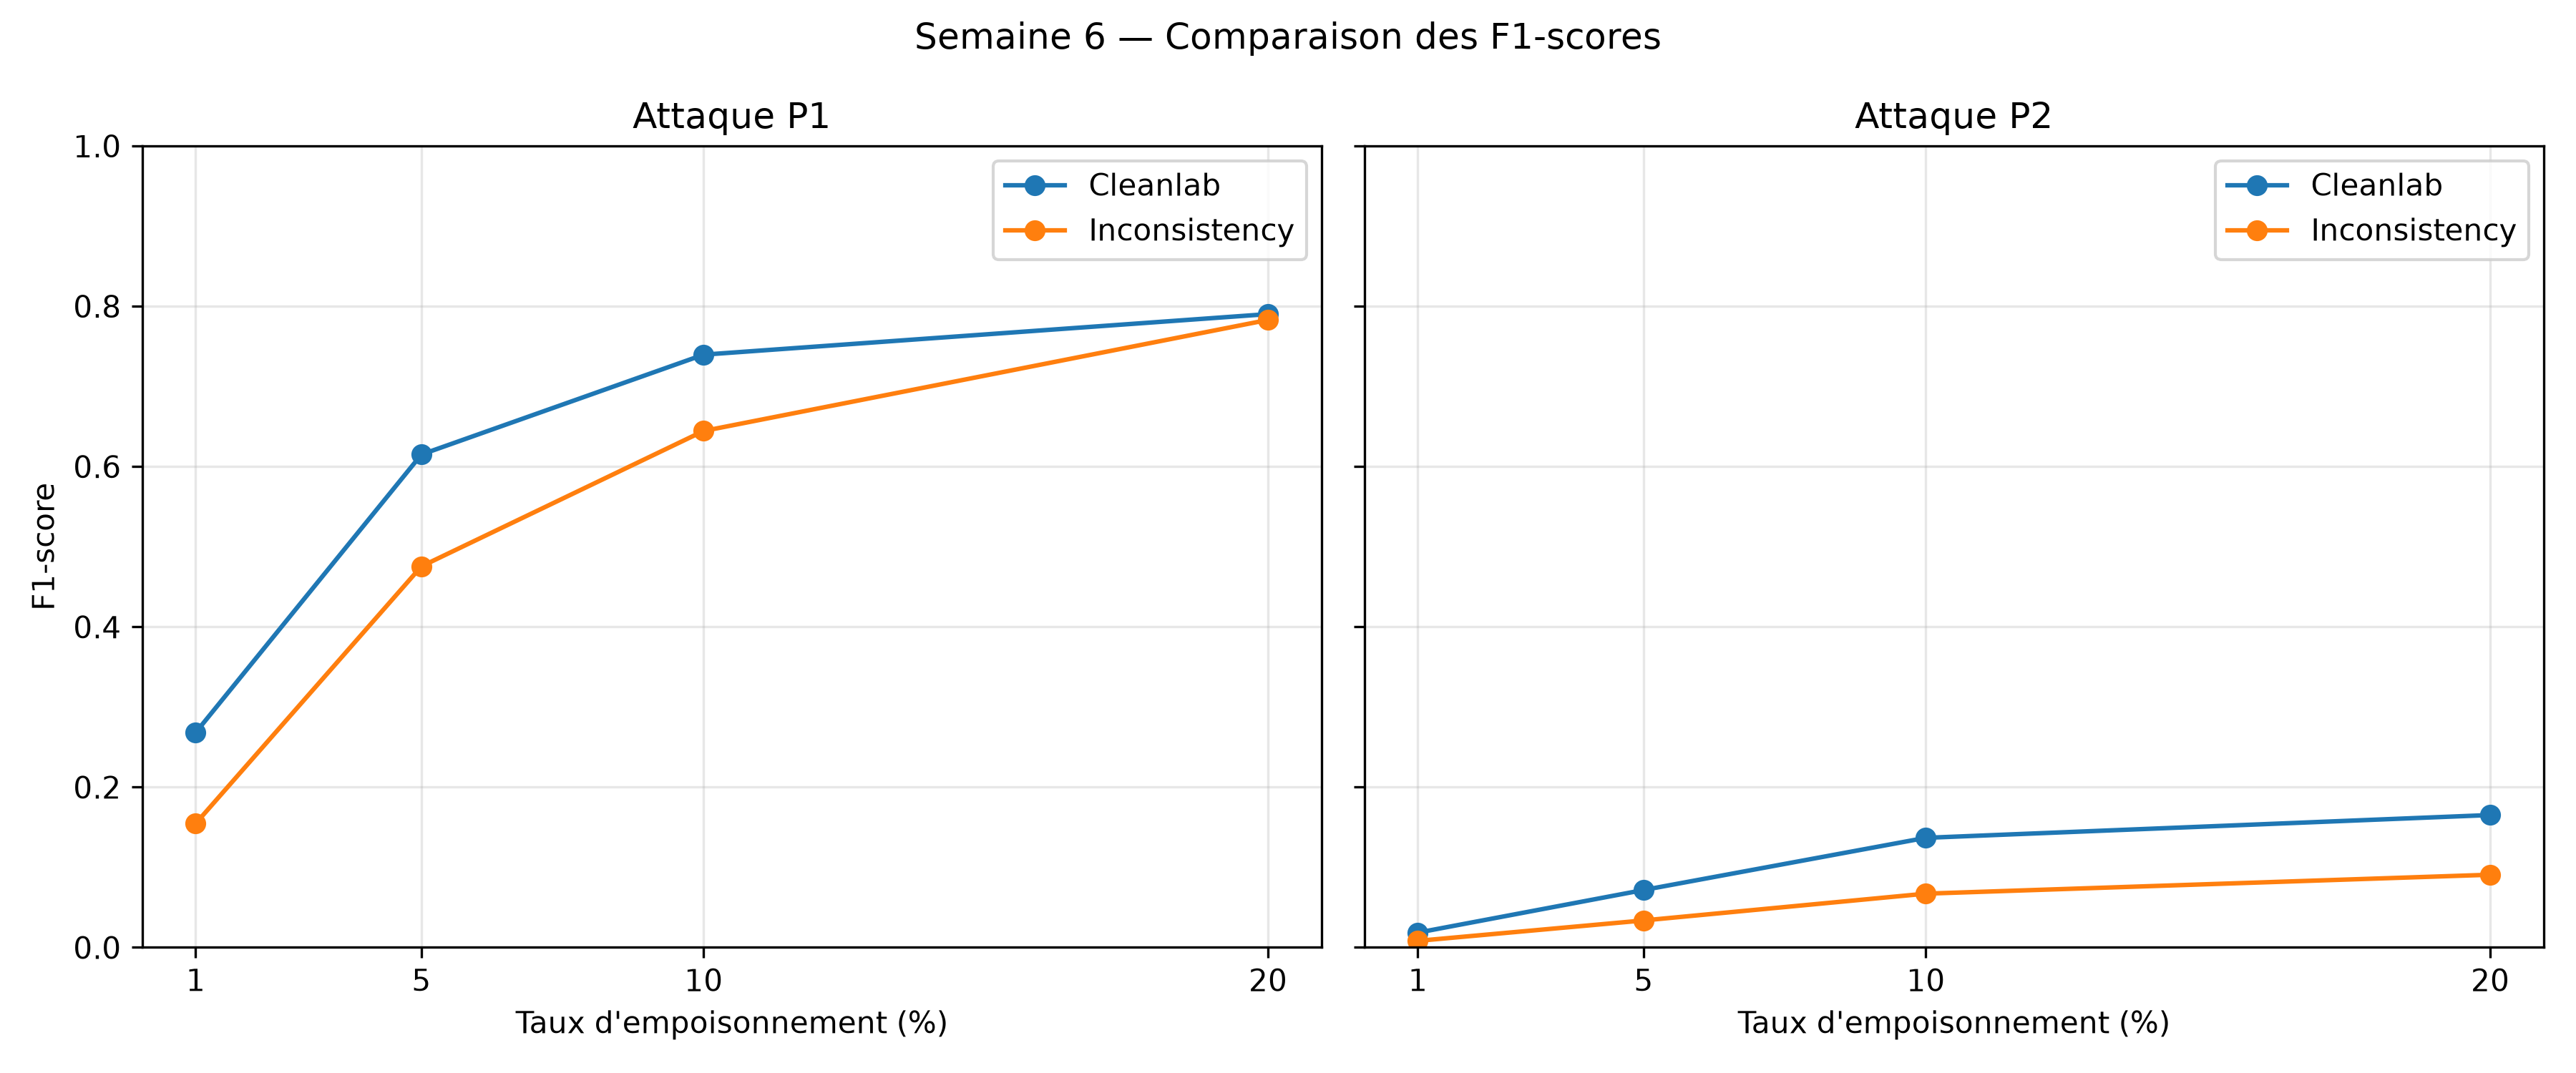 Semaine 6 — Comparaison des F1-scores
Attaque P1
1.0
0.8
0.6
0.4
0.2
0.0
F1-score
Cleanlab
Inconsistency
1 5 10 20
Taux d'empoisonnement (%)
Attaque P2
Cleanlab
Inconsistency
1 5 10 20
Taux d'empoisonnement (%)